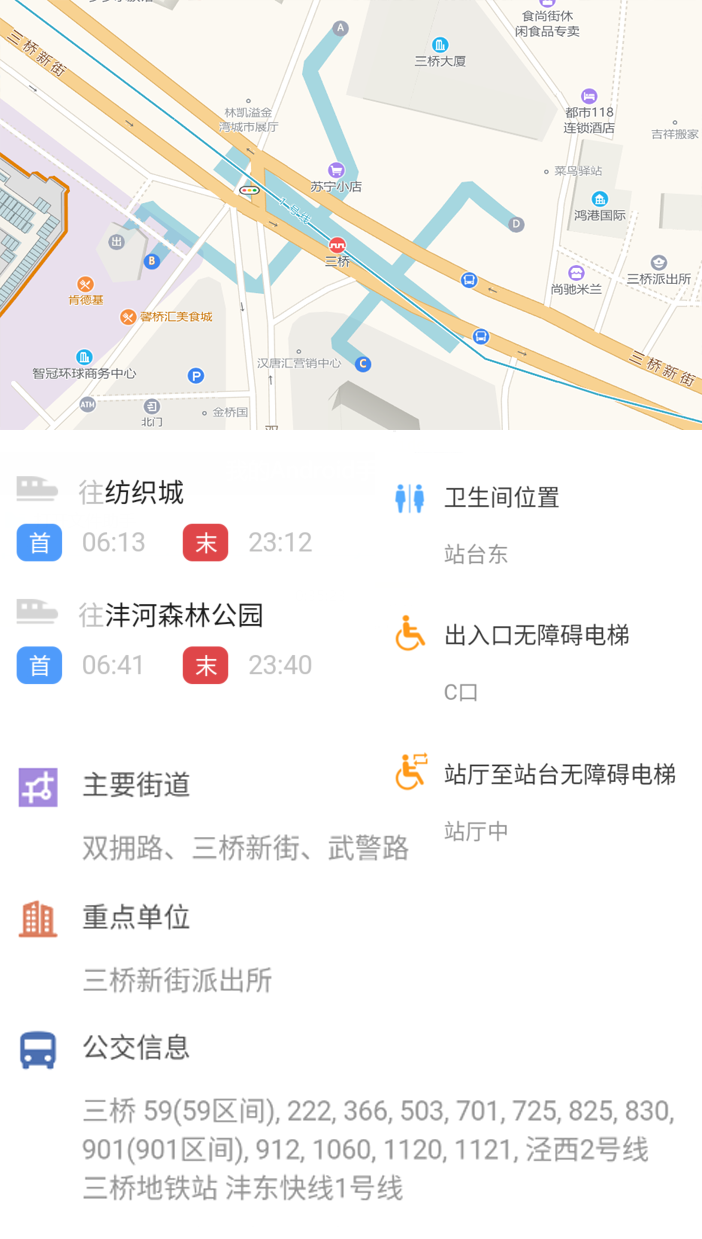 食尚街休
闲食品专卖
A
三桥大厦
三桥新街
林凯溢金
湾城市展厅
都市118
连锁酒店
吉祥搬家
苏宁小店
菜鸟驿站
一号线
鸿港国际
D
出
B
三桥
肯德基
尚驰米兰
三桥派出所
馨桥汇美食城
智冠环球商务中心
P
汉唐汇营销中心
C
三桥新街
ATM
北门
金桥国
往纺织城
首 06:13 末 23:12
往沣河森林公园
首 06:41 末 23:40
卫生间位置
站台东
出入口无障碍电梯
C口
站厅至站台无障碍电梯
站厅中
主要街道
双拥路、三桥新街、武警路
重点单位
三桥新街派出所
公交信息
三桥 59(59区间), 222, 366, 503, 701, 725, 825, 830,
901(901区间), 912, 1060, 1120, 1121, 泾西2号线
三桥地铁站 沣东快线1号线